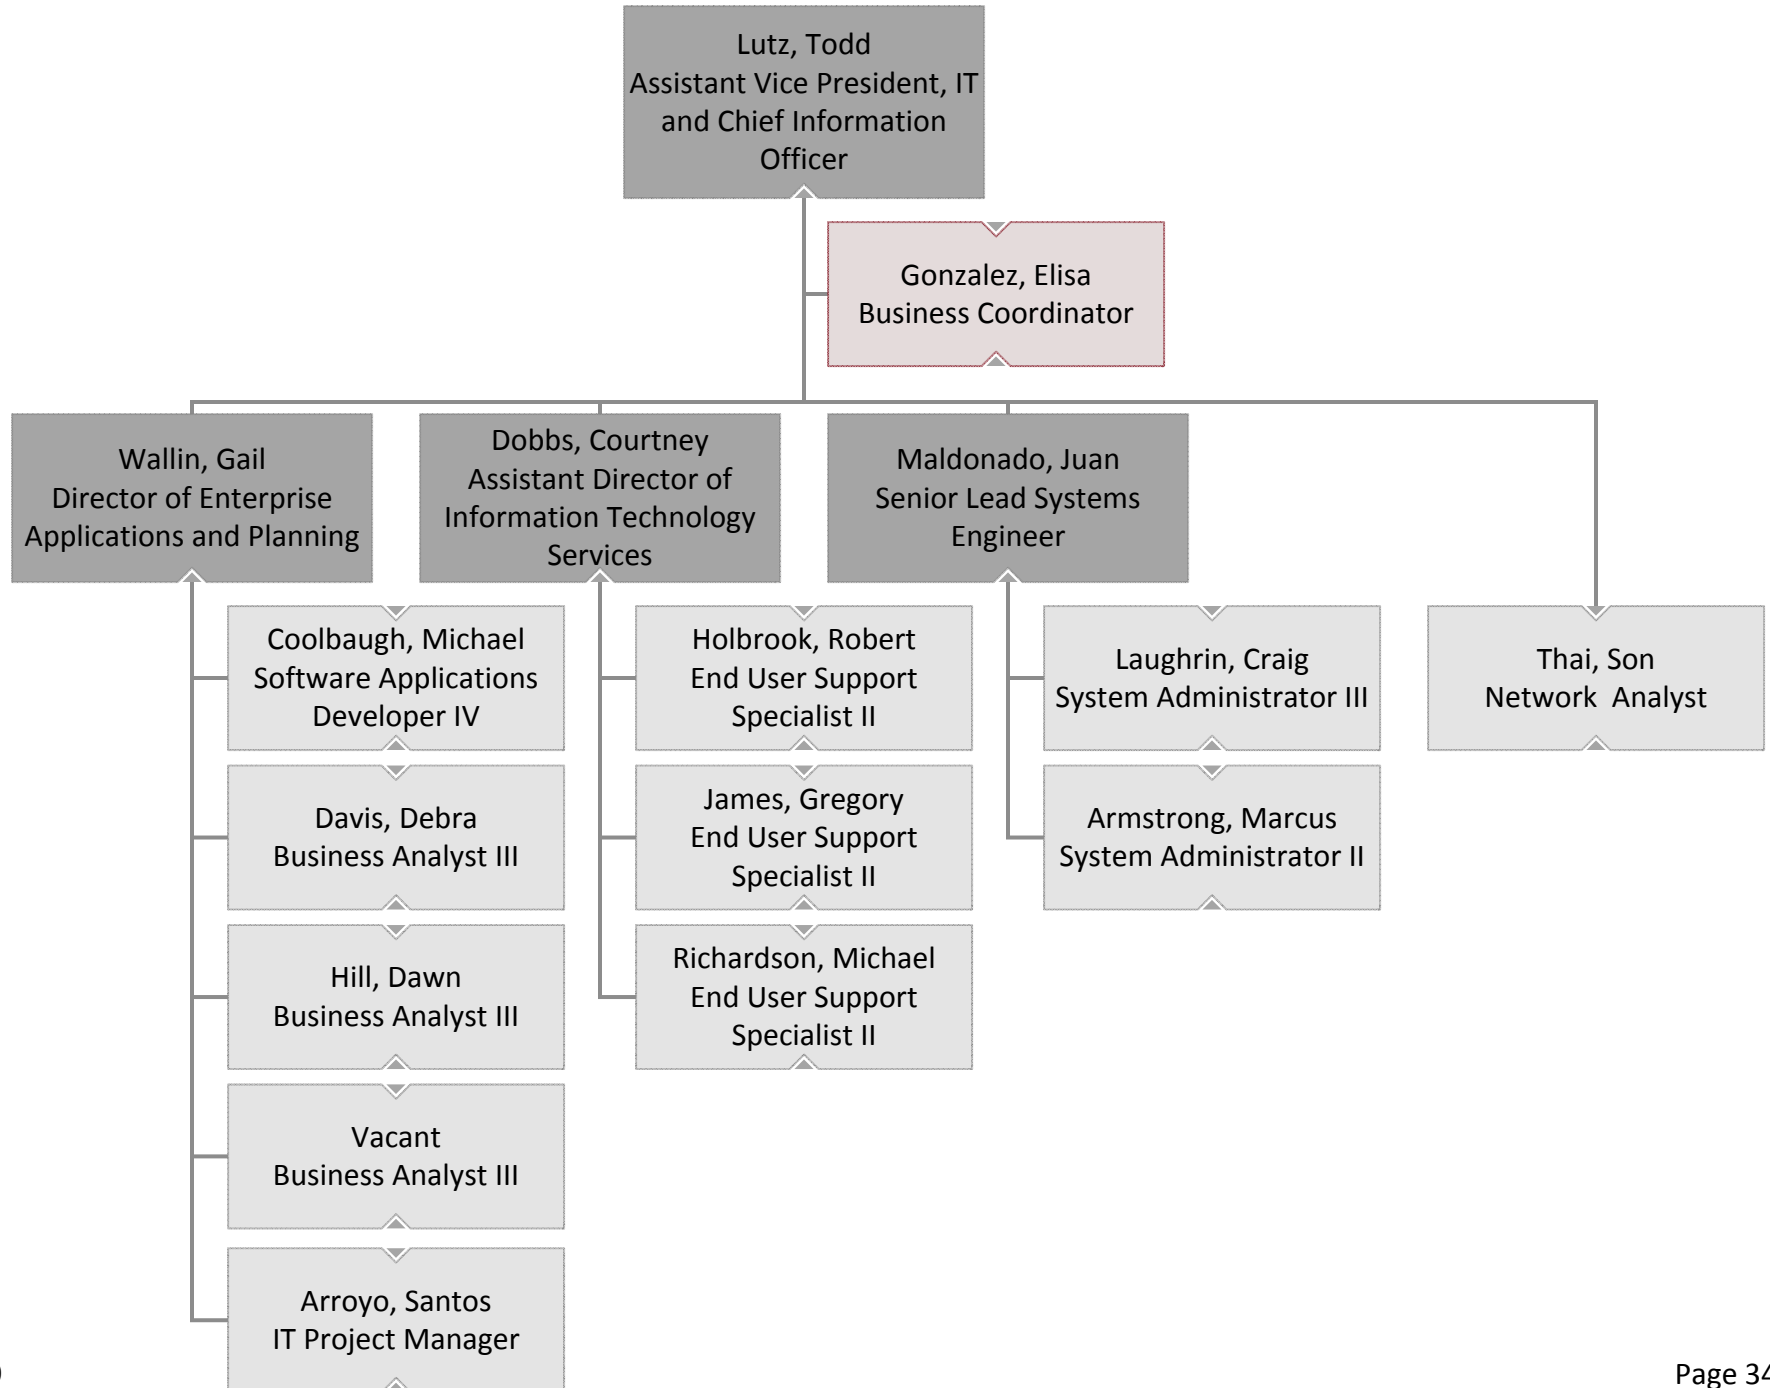 Lutz, Todd
Assistant Vice President, IT
and Chief Information
Officer
Gonzalez, Elisa
Business Coordinator
Wallin, Gail
Director of Enterprise
Applications and Planning
Dobbs, Courtney
Assistant Director of
Information Technology
Services
Maldonado, Juan
Senior Lead Systems
Engineer
Coolbaugh, Michael
Software Applications
Developer IV
Holbrook, Robert
End User Support
Specialist II
Laughrin, Craig
System Administrator III
Thai, Son
Network  Analyst
Davis, Debra
Business Analyst III
James, Gregory
End User Support
Specialist II
Armstrong, Marcus
System Administrator II
Hill, Dawn
Business Analyst III
Richardson, Michael
End User Support
Specialist II
Vacant
Business Analyst III
Arroyo, Santos
IT Project Manager
Page 34